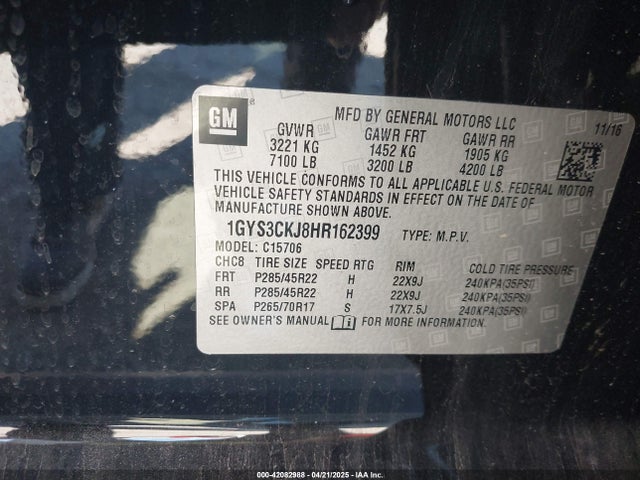 GM
MFD BY GENERAL MOTORS LLC
11/16
GVWR GAWR FRT GAWR RR
3221 KG 1452 KG 1905 KG
7100 LB 3200 LB 4200 LB
THIS VEHICLE CONFORMS TO ALL APPLICABLE U.S. FEDERAL MOTOR
VEHICLE SAFETY STANDARDS IN EFFECT ON THE DATE OF
MANUFACTURE SHOWN ABOVE.
1GYS3CKJ8HR162399 TYPE: M.P.V.
MODEL: C15706
CHC8 TIRE SIZE SPEED RTG RIM COLD TIRE PRESSURE
FRT P285/45R22 H 22X9J 240KPA(35PSI)
RR P285/45R22 H 22X9J 240KPA(35PSI)
SPA P265/70R17 S 17X7.5J 240KPA(35PSI)
SEE OWNER'S MANUAL FOR MORE INFORMATION.
000-42082988 - 04/21/2025 - IAA Inc.